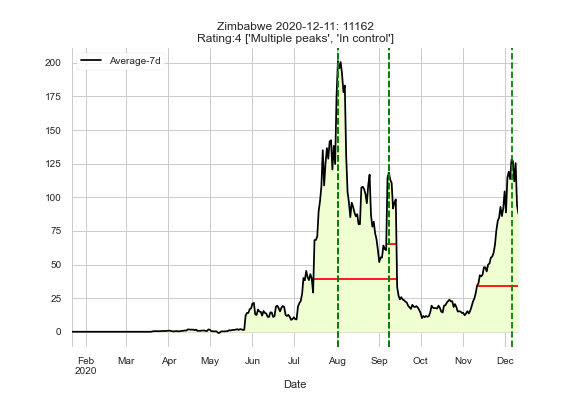 Zimbabwe 2020-12-11: 11162
Rating:4 ['Multiple peaks', 'In control']
Average-7d
200
175
150
125
100
75
50
25
0
Feb Mar Apr May Jun Jul Aug Sep Oct Nov Dec
2020
Date